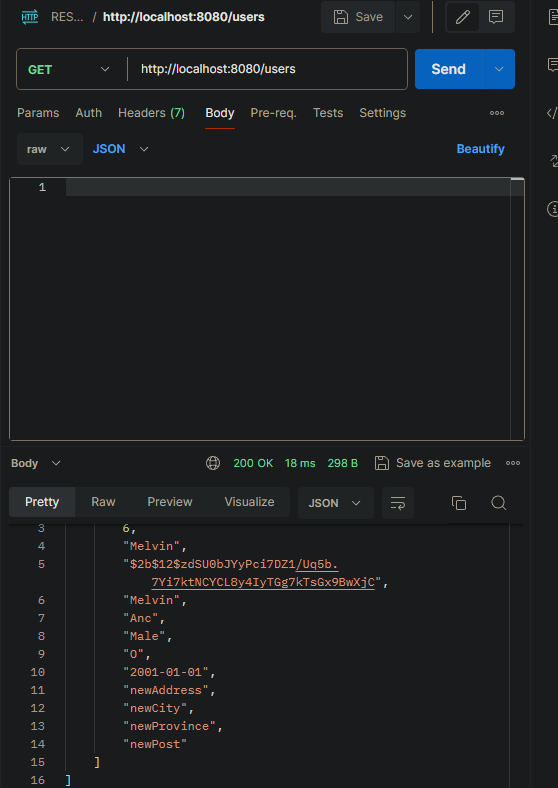 HTTP RES... / http://localhost:8080/users Save
GET http://localhost:8080/users Send
Params Auth Headers (7) Body Pre-req. Tests Settings
raw JSON Beautify
1
Body 200 OK 18 ms 298 B Save as example
Pretty Raw Preview Visualize JSON
3 6,
4 "Melvin",
5 "$2b$12$zdSU0bJYyPci7DZ1/Uq5b.
7Yi7ktNCYCL8y4IyTGg7kTsGx9BwXjC",
6 "Melvin",
7 "Anc",
8 "Male",
9 "O",
10 "2001-01-01",
11 "newAddress",
12 "newCity",
13 "newProvince",
14 "newPost"
15 ]
16 ]